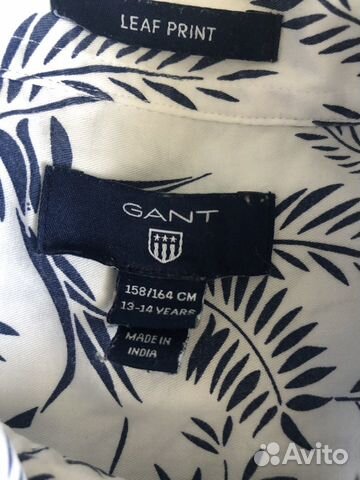 LEAF PRINT
GANT
158/164 CM
13-14 YEARS
MADE IN
INDIA
Avito